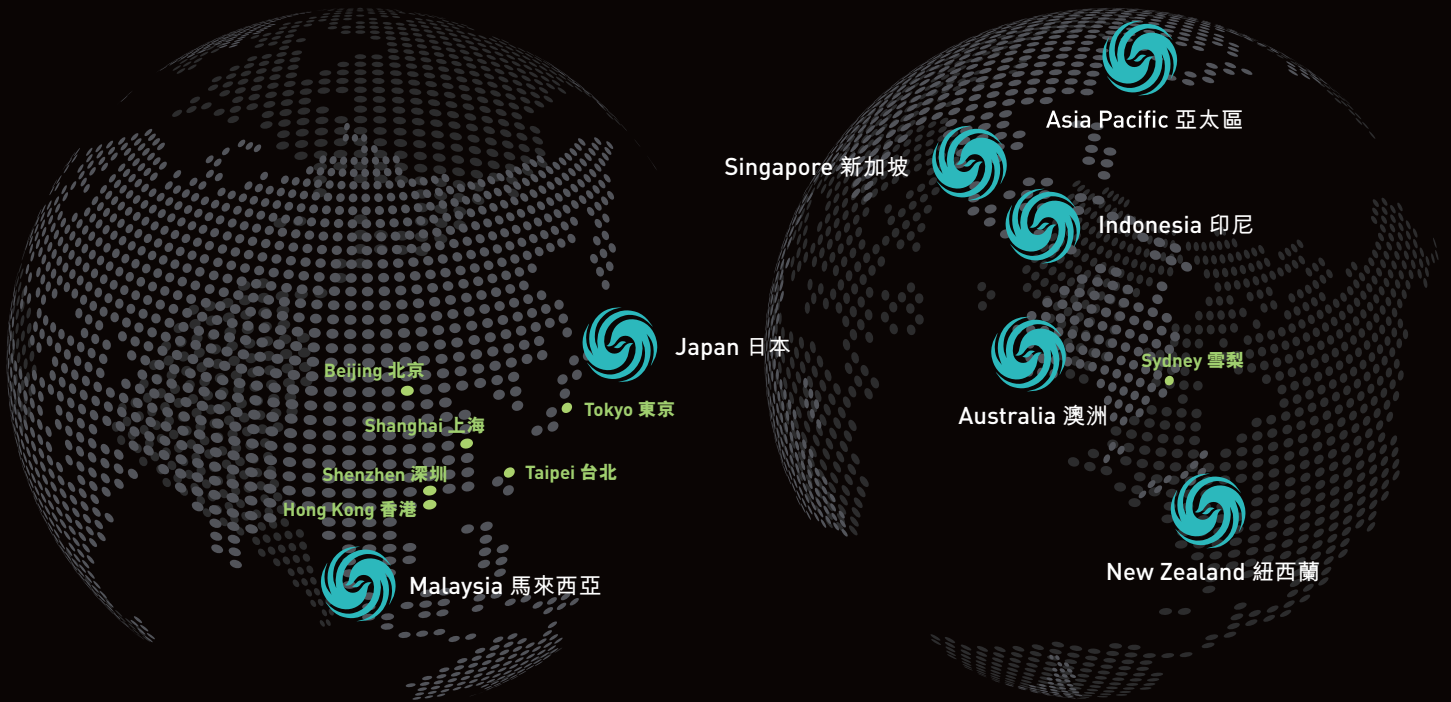 Beijing 北京
Shanghai 上海
Shenzhen 深圳
Hong Kong 香港
Japan 日本
Tokyo 東京
Taipei 台北
Malaysia 馬來西亞
Asia Pacific 亞太區
Singapore 新加坡
Indonesia 印尼
Sydney 雪梨
Australia 澳洲
New Zealand 紐西蘭